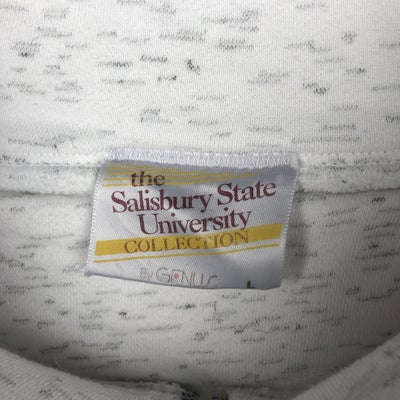 the
Salisbury State
University
COLLECTION
BY GENUS
L